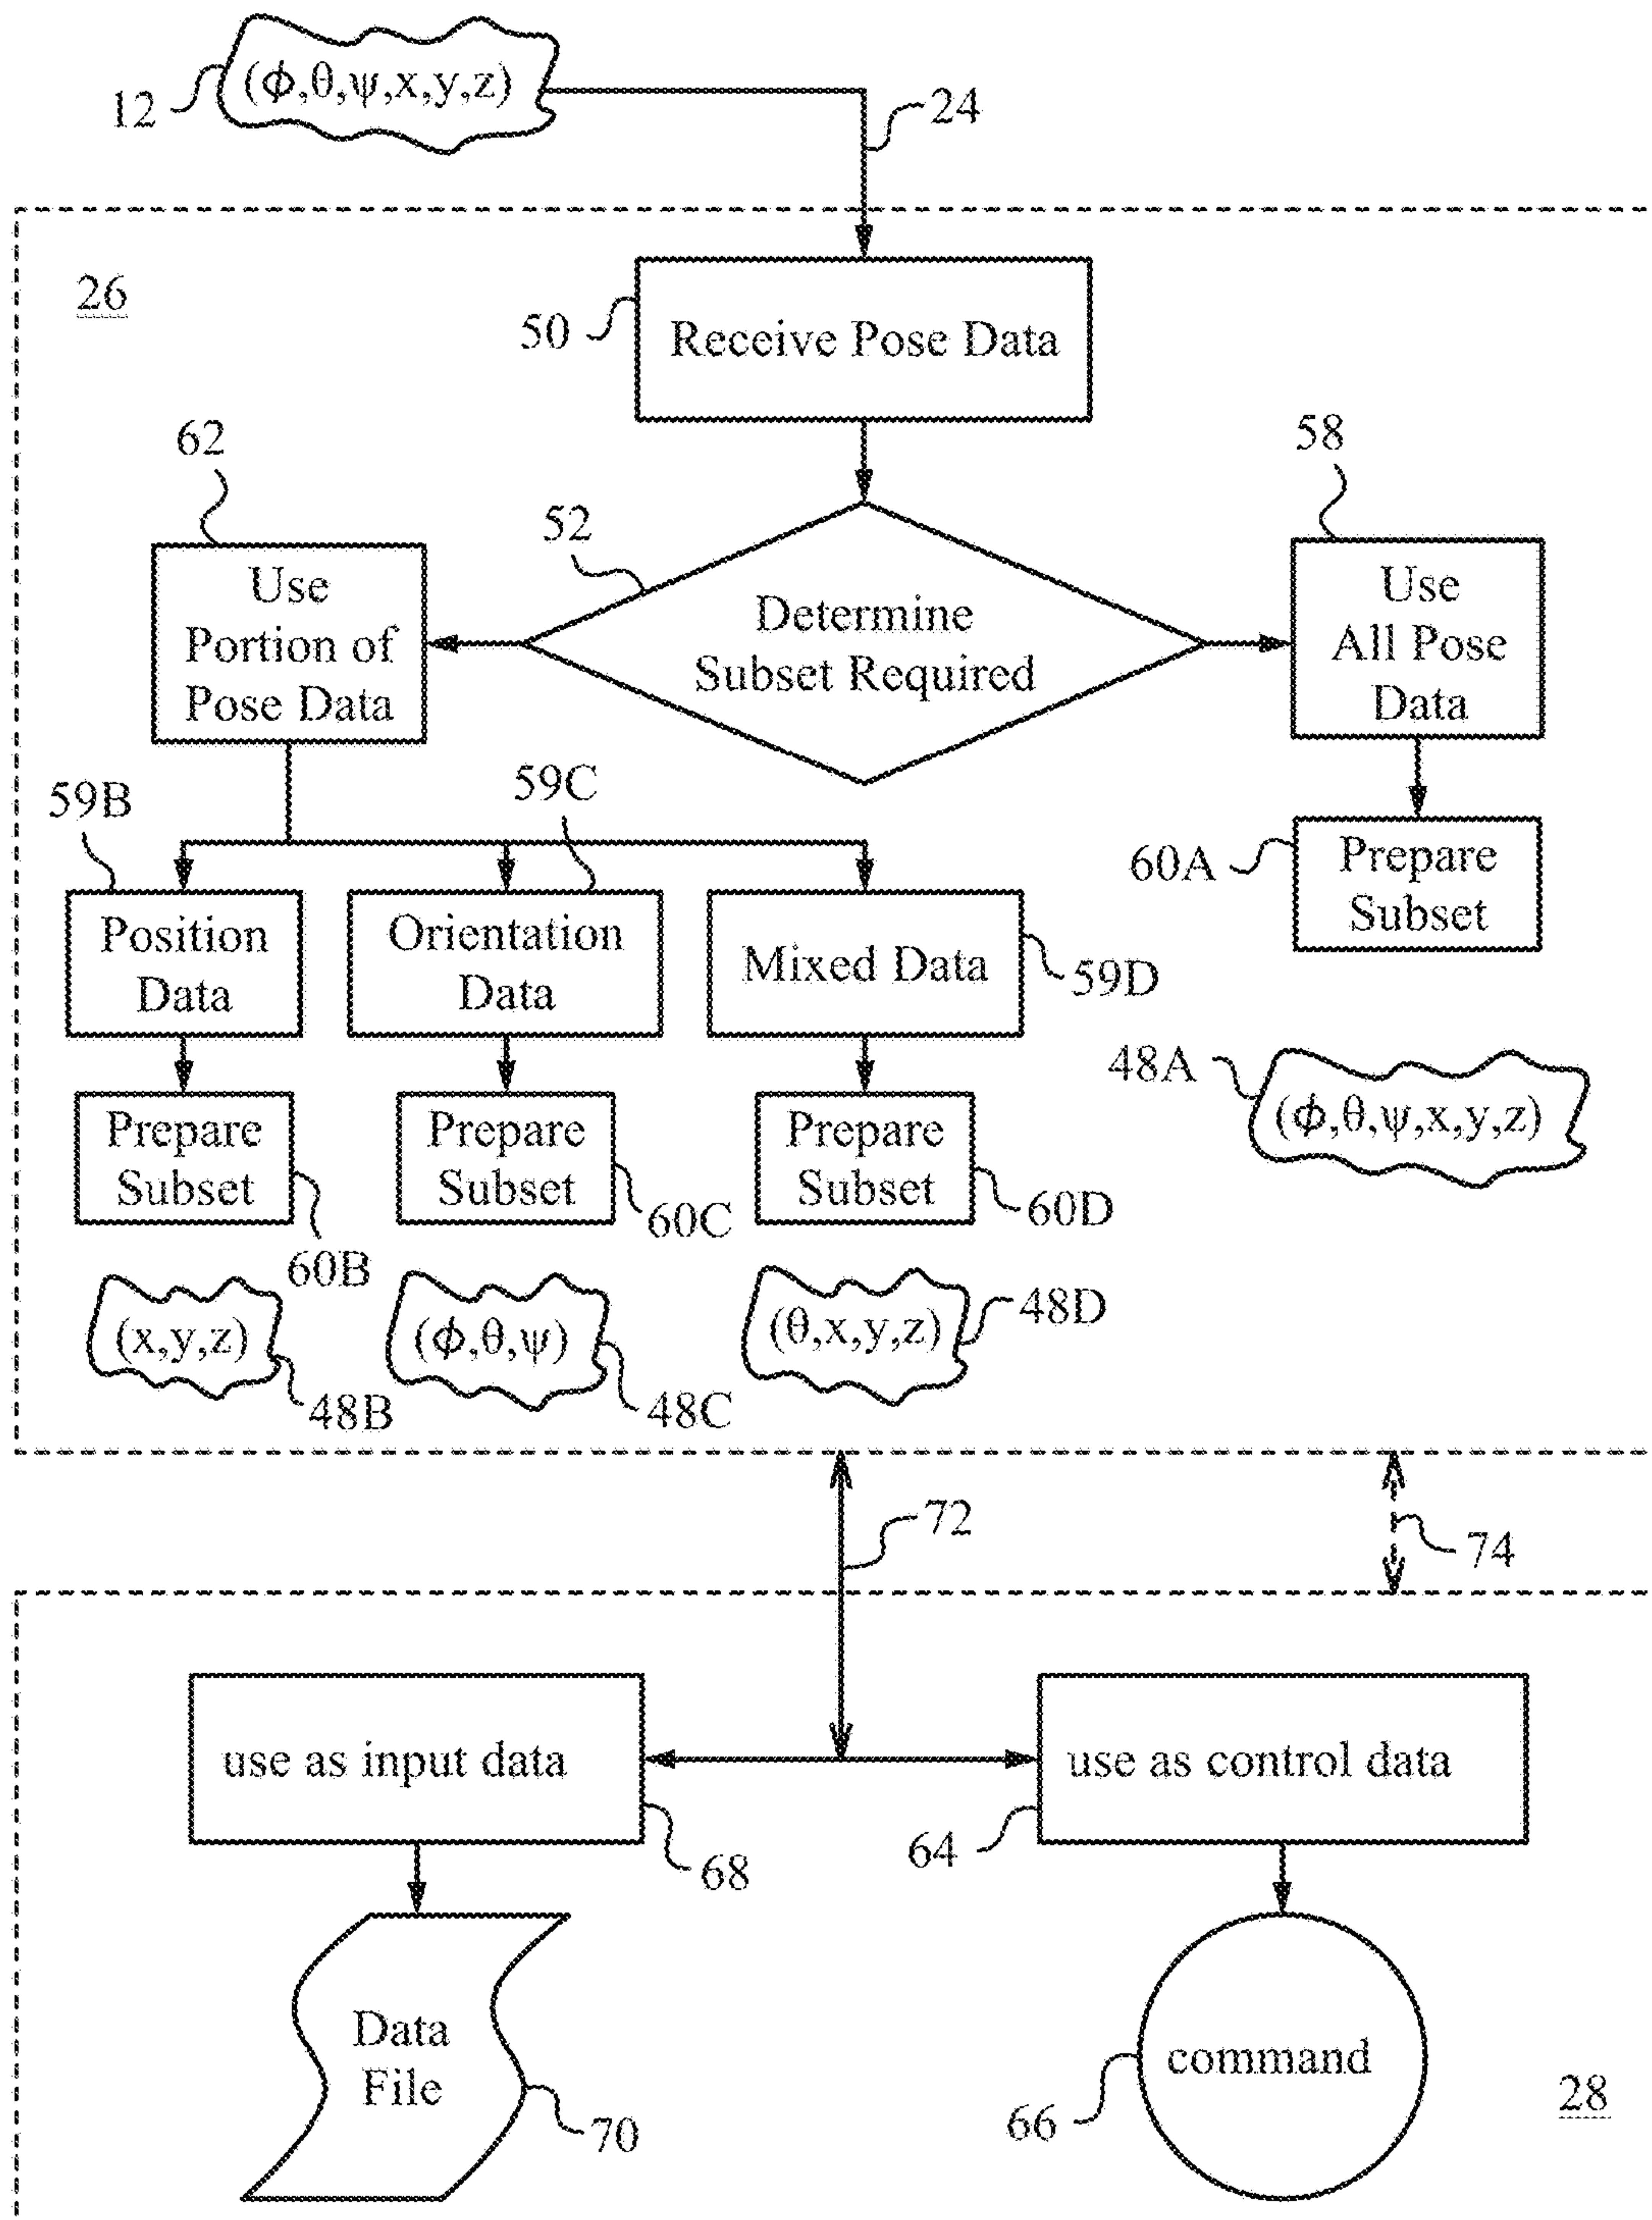 (ϕ,θ,ψ,x,y,z)
12
24
26
50
Receive Pose Data
62
58
52
Use
Portion of
Pose Data
Determine
Subset Required
Use
All Pose
Data
59B
59C
60A
Prepare
Subset
Position
Data
Orientation
Data
Mixed Data
59D
48A
(ϕ,θ,ψ,x,y,z)
Prepare
Subset
Prepare
Subset
Prepare
Subset
60B
60C
60D
(x,y,z)
48B
(ϕ,θ,ψ)
48C
(θ,x,y,z)
48D
72
74
use as input data
use as control data
68
64
Data
File
70
command
66
28